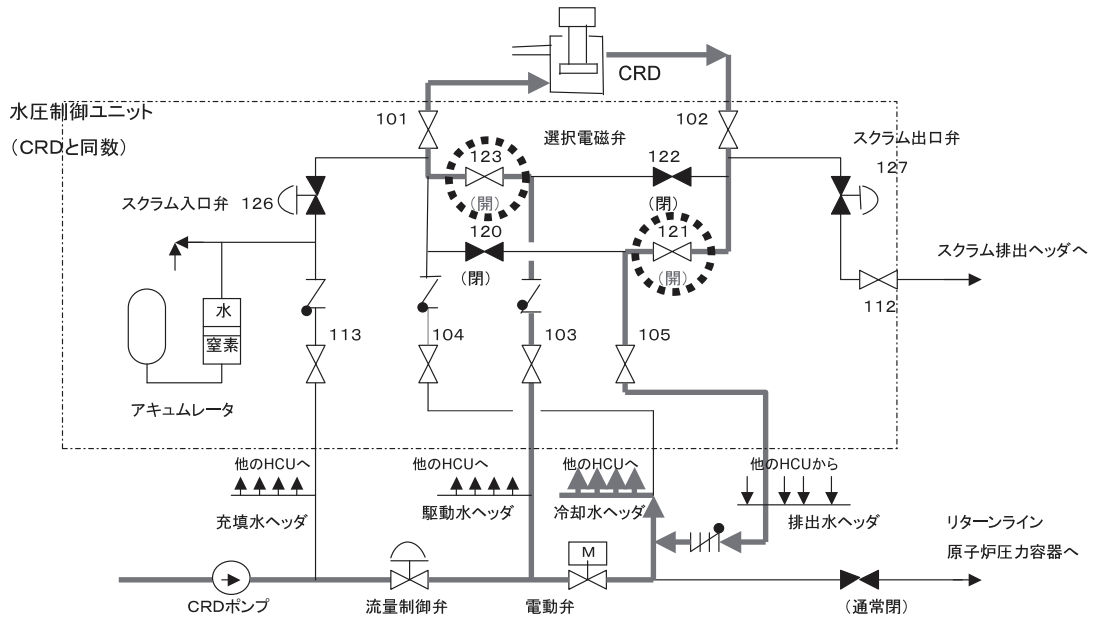 CRD
水圧制御ユニット
(CRDと同数)
101
102
選択電磁弁
スクラム出口弁
127
123
(開)
122
(閉)
スクラム入口弁 126
120
(閉)
121
(開)
スクラム排出ヘッダへ
112
水
窒素
アキュムレータ
113
104
103
105
他のHCUへ
他のHCUへ
他のHCUへ
他のHCUから
充填水ヘッダ
駆動水ヘッダ
冷却水ヘッダ
排出水ヘッダ
リターンライン
原子炉圧力容器へ
M
CRDポンプ
流量制御弁
電動弁
(通常閉)